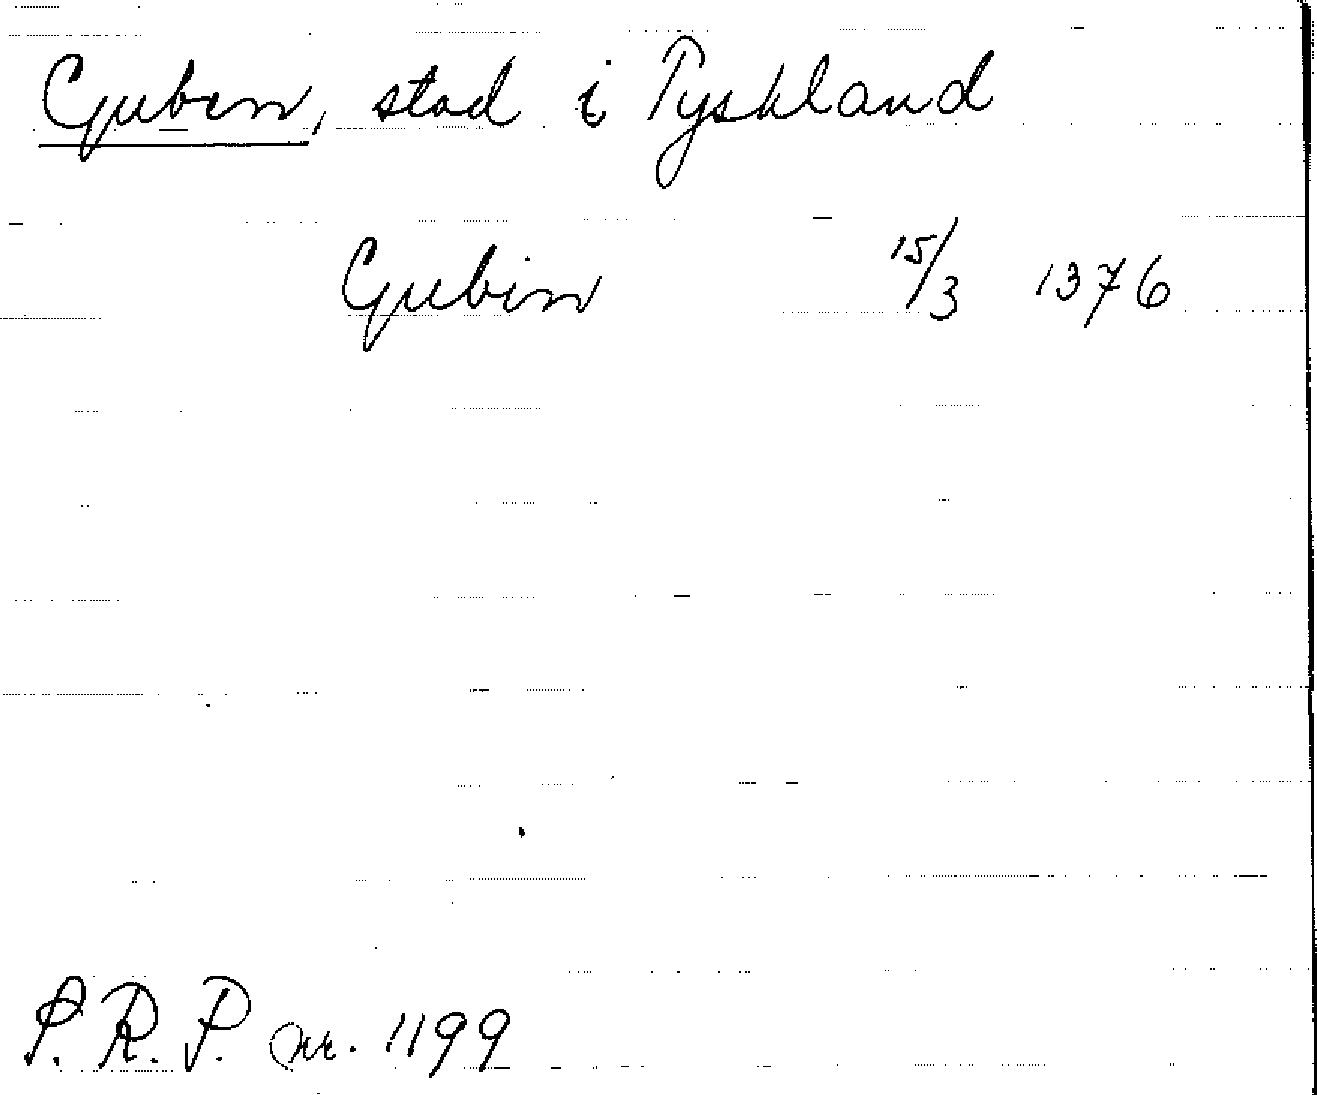 Guben, stad i Tyskland
Gubin 15/3 1376
S.R.P. nr. 1199